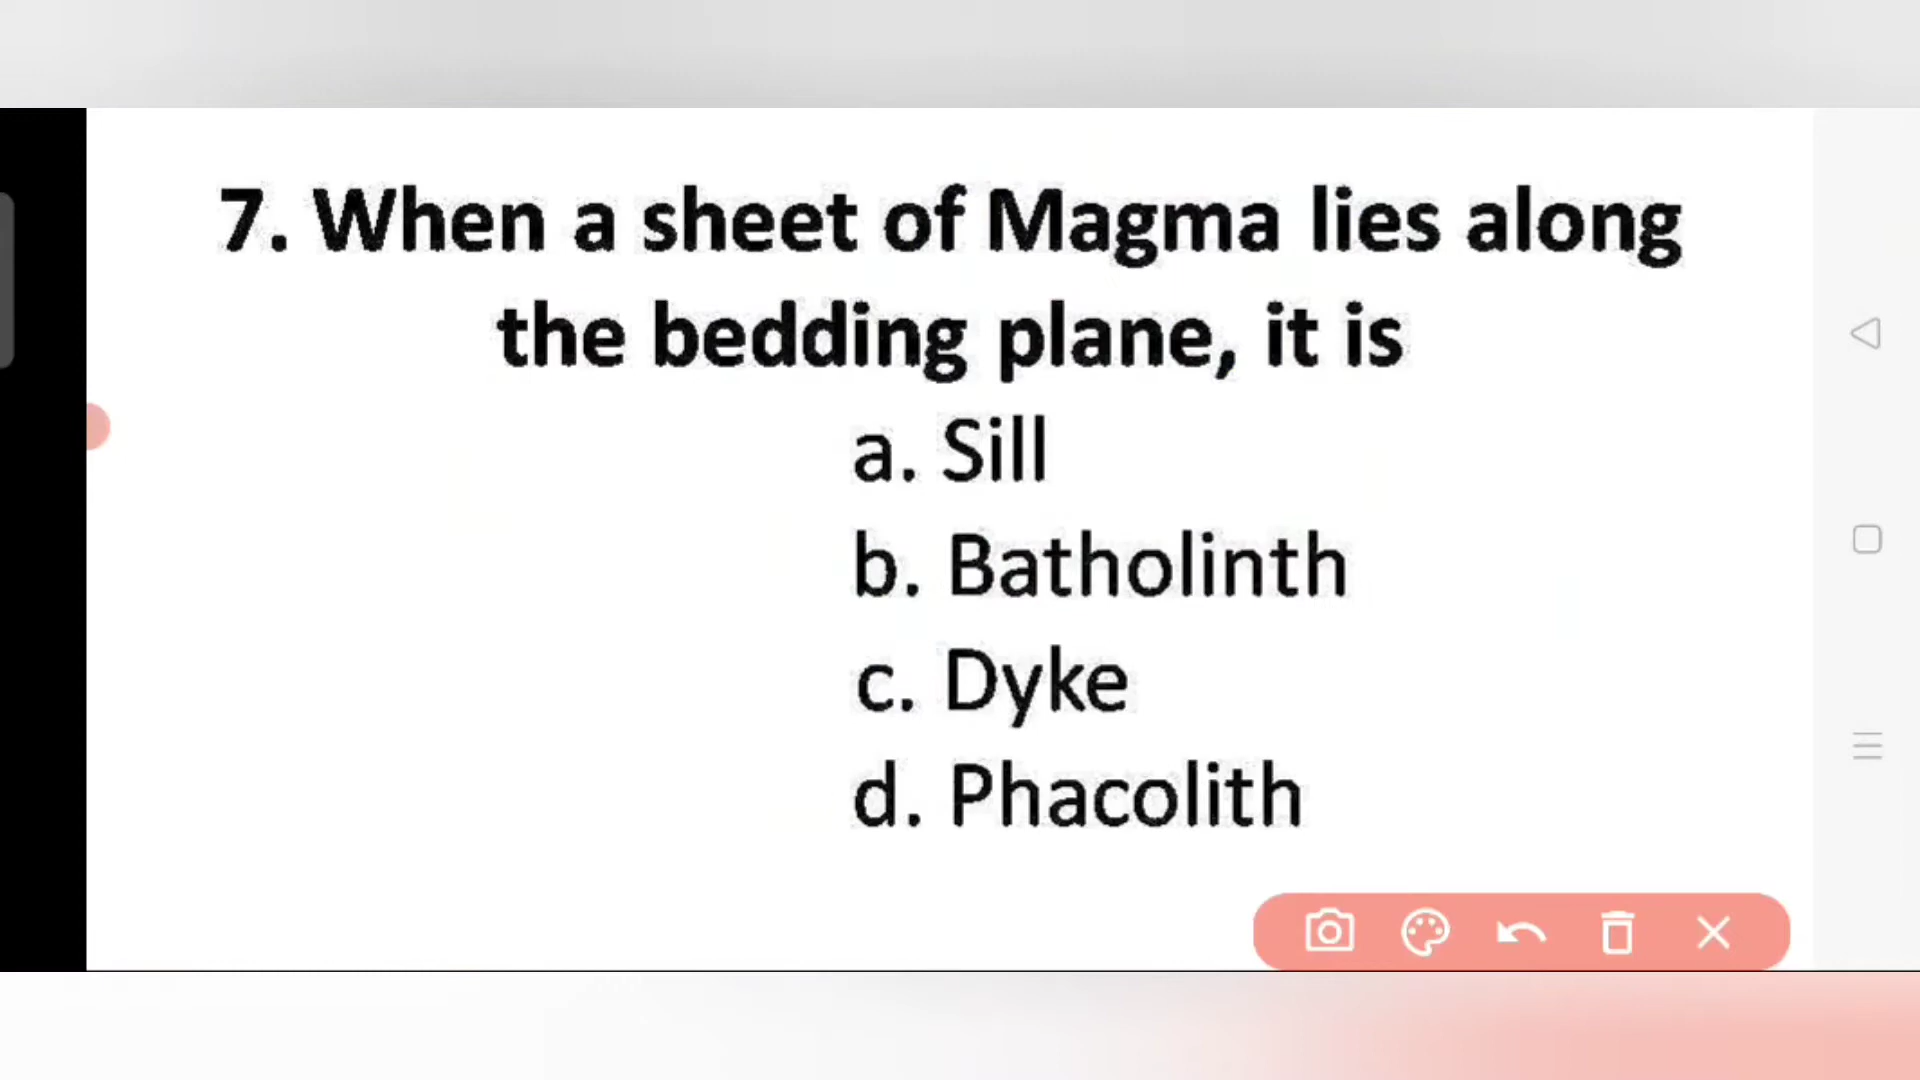 7. When a sheet of Magma lies along
the bedding plane, it is
a. Sill
b. Batholinth
c. Dyke
d. Phacolith